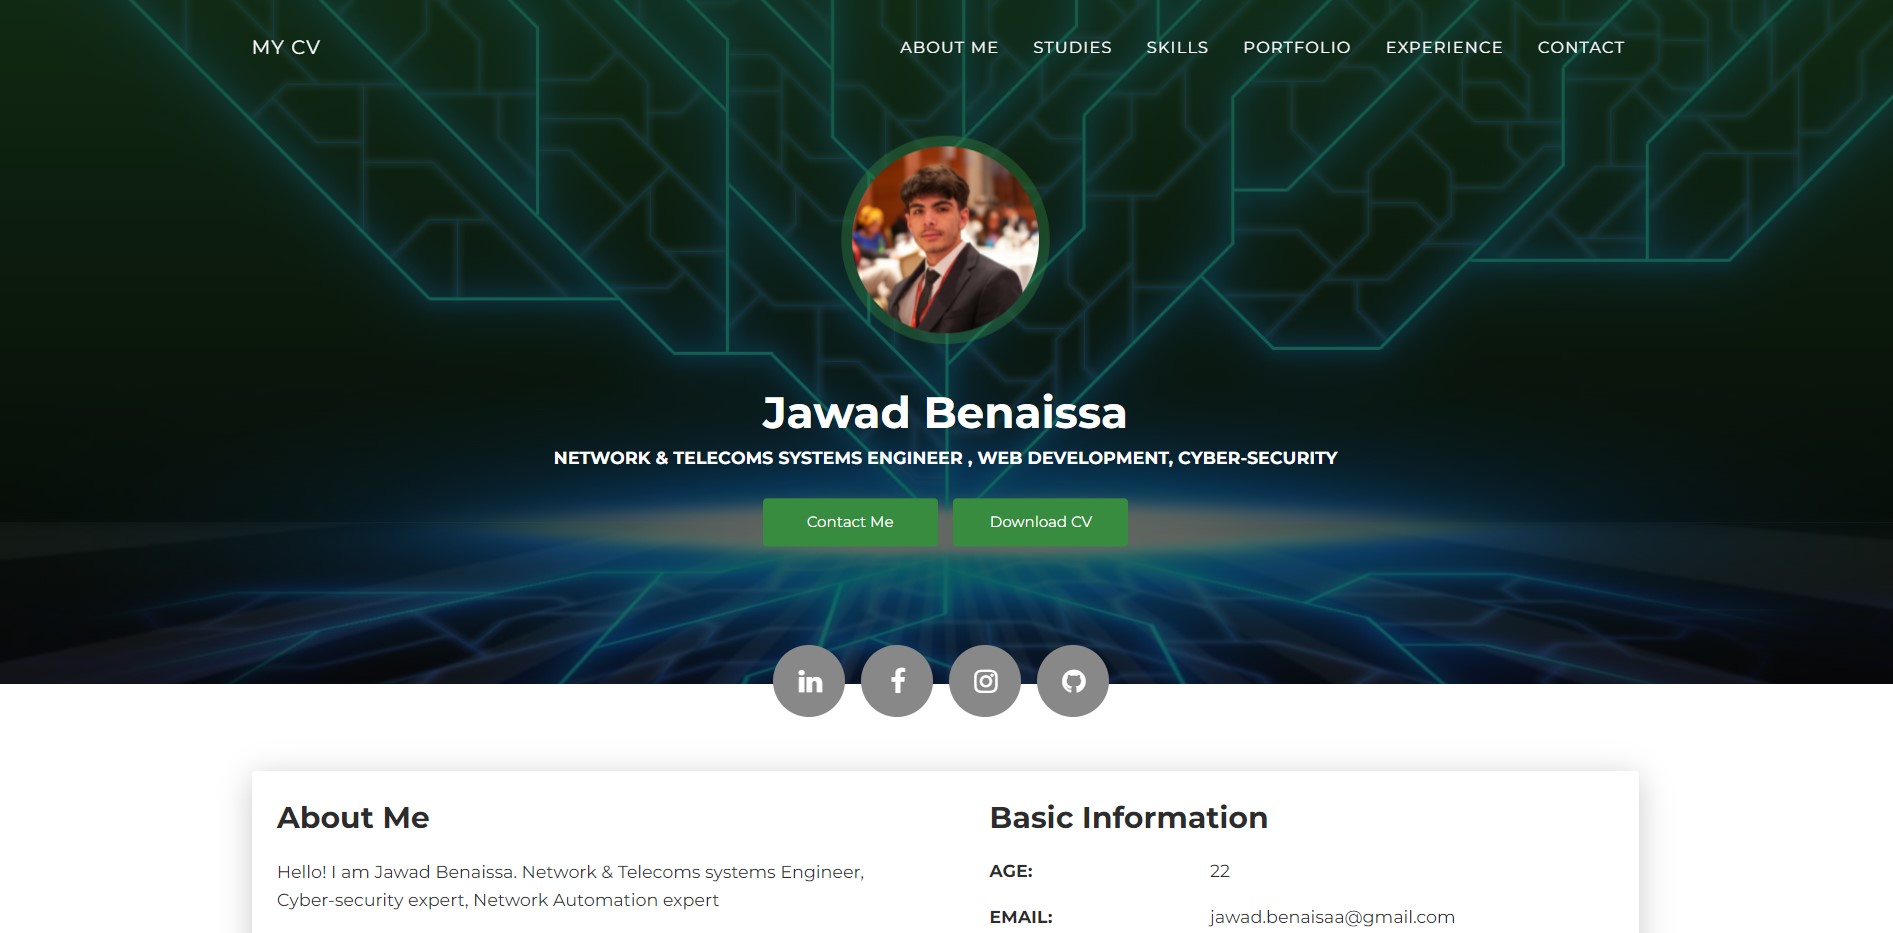 MY CV
ABOUT ME STUDIES SKILLS PORTFOLIO EXPERIENCE CONTACT
Jawad Benaissa
NETWORK & TELECOMS SYSTEMS ENGINEER , WEB DEVELOPMENT, CYBER-SECURITY
Contact Me
Download CV
About Me
Hello! I am Jawad Benaissa. Network & Telecoms systems Engineer,
Cyber-security expert, Network Automation expert
Basic Information
AGE: 22
EMAIL: jawad.benaisaa@gmail.com